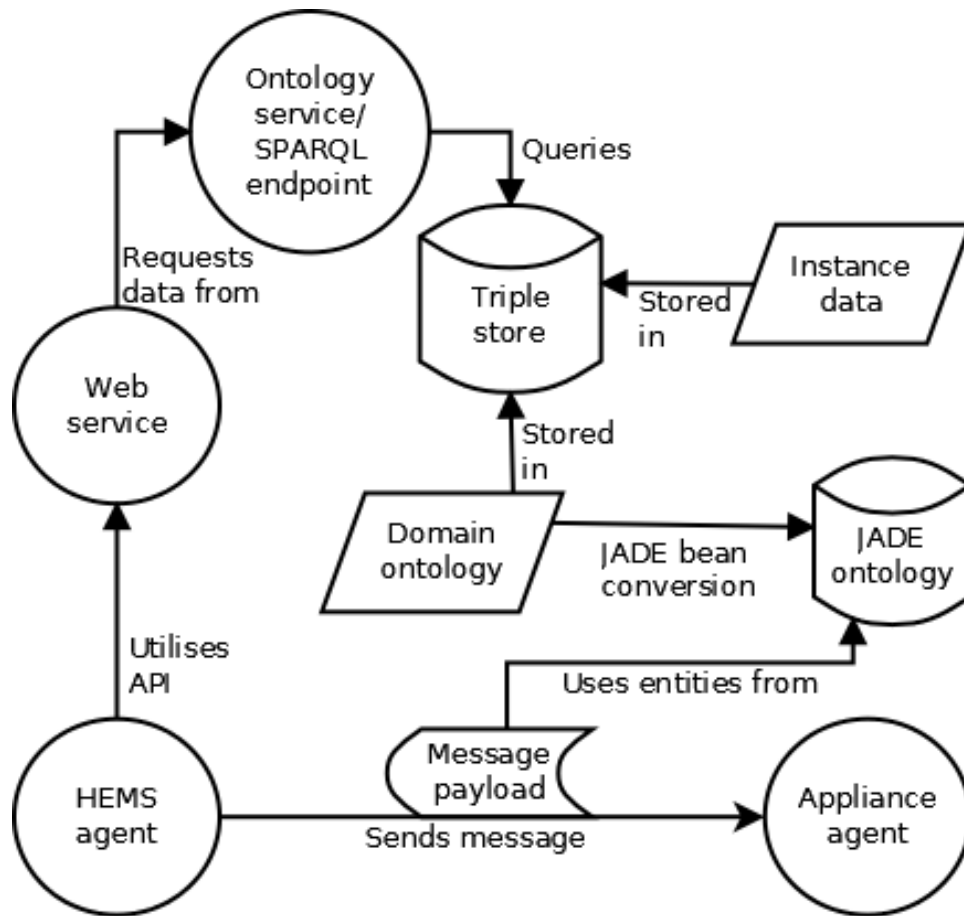 Ontology
service/
SPARQL
endpoint
Queries
Requests
data from
Triple
store
Instance
data
Stored
in
Web
service
Stored
in
Domain
ontology
JADE bean
conversion
JADE
ontology
Utilises
API
Uses entities from
Message
payload
HEMS
agent
Sends message
Appliance
agent